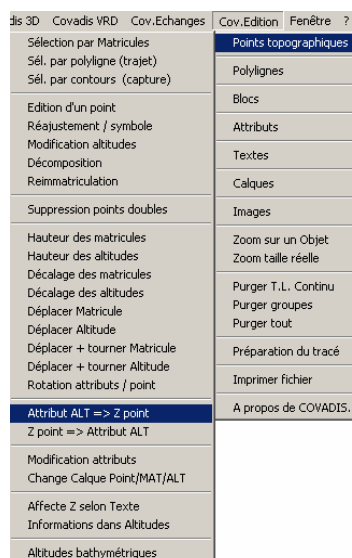 dis 3D Covadis VRD Cov.Echanges Cov.Edition Fenêtre ?
Sélection par Matricules
Sél. par polyligne (trajet)
Sél. par contours (capture)
Edition d'un point
Réajustement / symbole
Modification altitudes
Décomposition
Reimmatriculation
Suppression points doubles
Hauteur des matricules
Hauteur des altitudes
Décalage des matricules
Décalage des altitudes
Déplacer Matricule
Déplacer Altitude
Déplacer + tourner Matricule
Déplacer + tourner Altitude
Rotation attributs / point
Attribut ALT => Z point
Z point => Attribut ALT
Modification attributs
Change Calque Point/MAT/ALT
Affecte Z selon Texte
Informations dans Altitudes
Altitudes bathymétriques
Points topographiques
Polylignes
Blocs
Attributs
Textes
Calques
Images
Zoom sur un Objet
Zoom taille réelle
Purger T.L. Continu
Purger groupes
Purger tout
Préparation du tracé
Imprimer fichier
A propos de COVADIS.